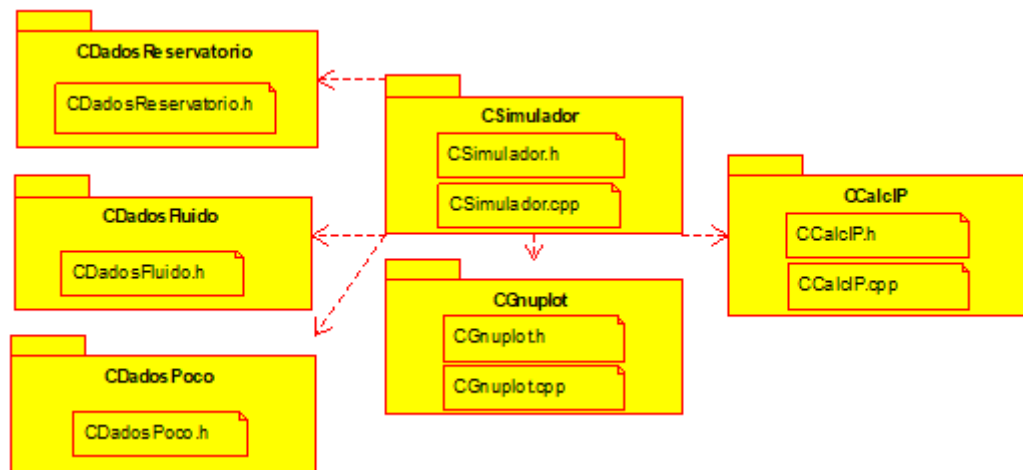 CDadosReservatorio
CDadosReservatorio.h
CSimulador
CSimulador.h
CSimulador.cpp
CDadosFluido
CDadosFluido.h
CCalcIP
CCalcIP.h
CCalcIP.cpp
CGnuplot
CGnuplot.h
CGnuplot.cpp
CDadosPoco
CDadosPoco.h